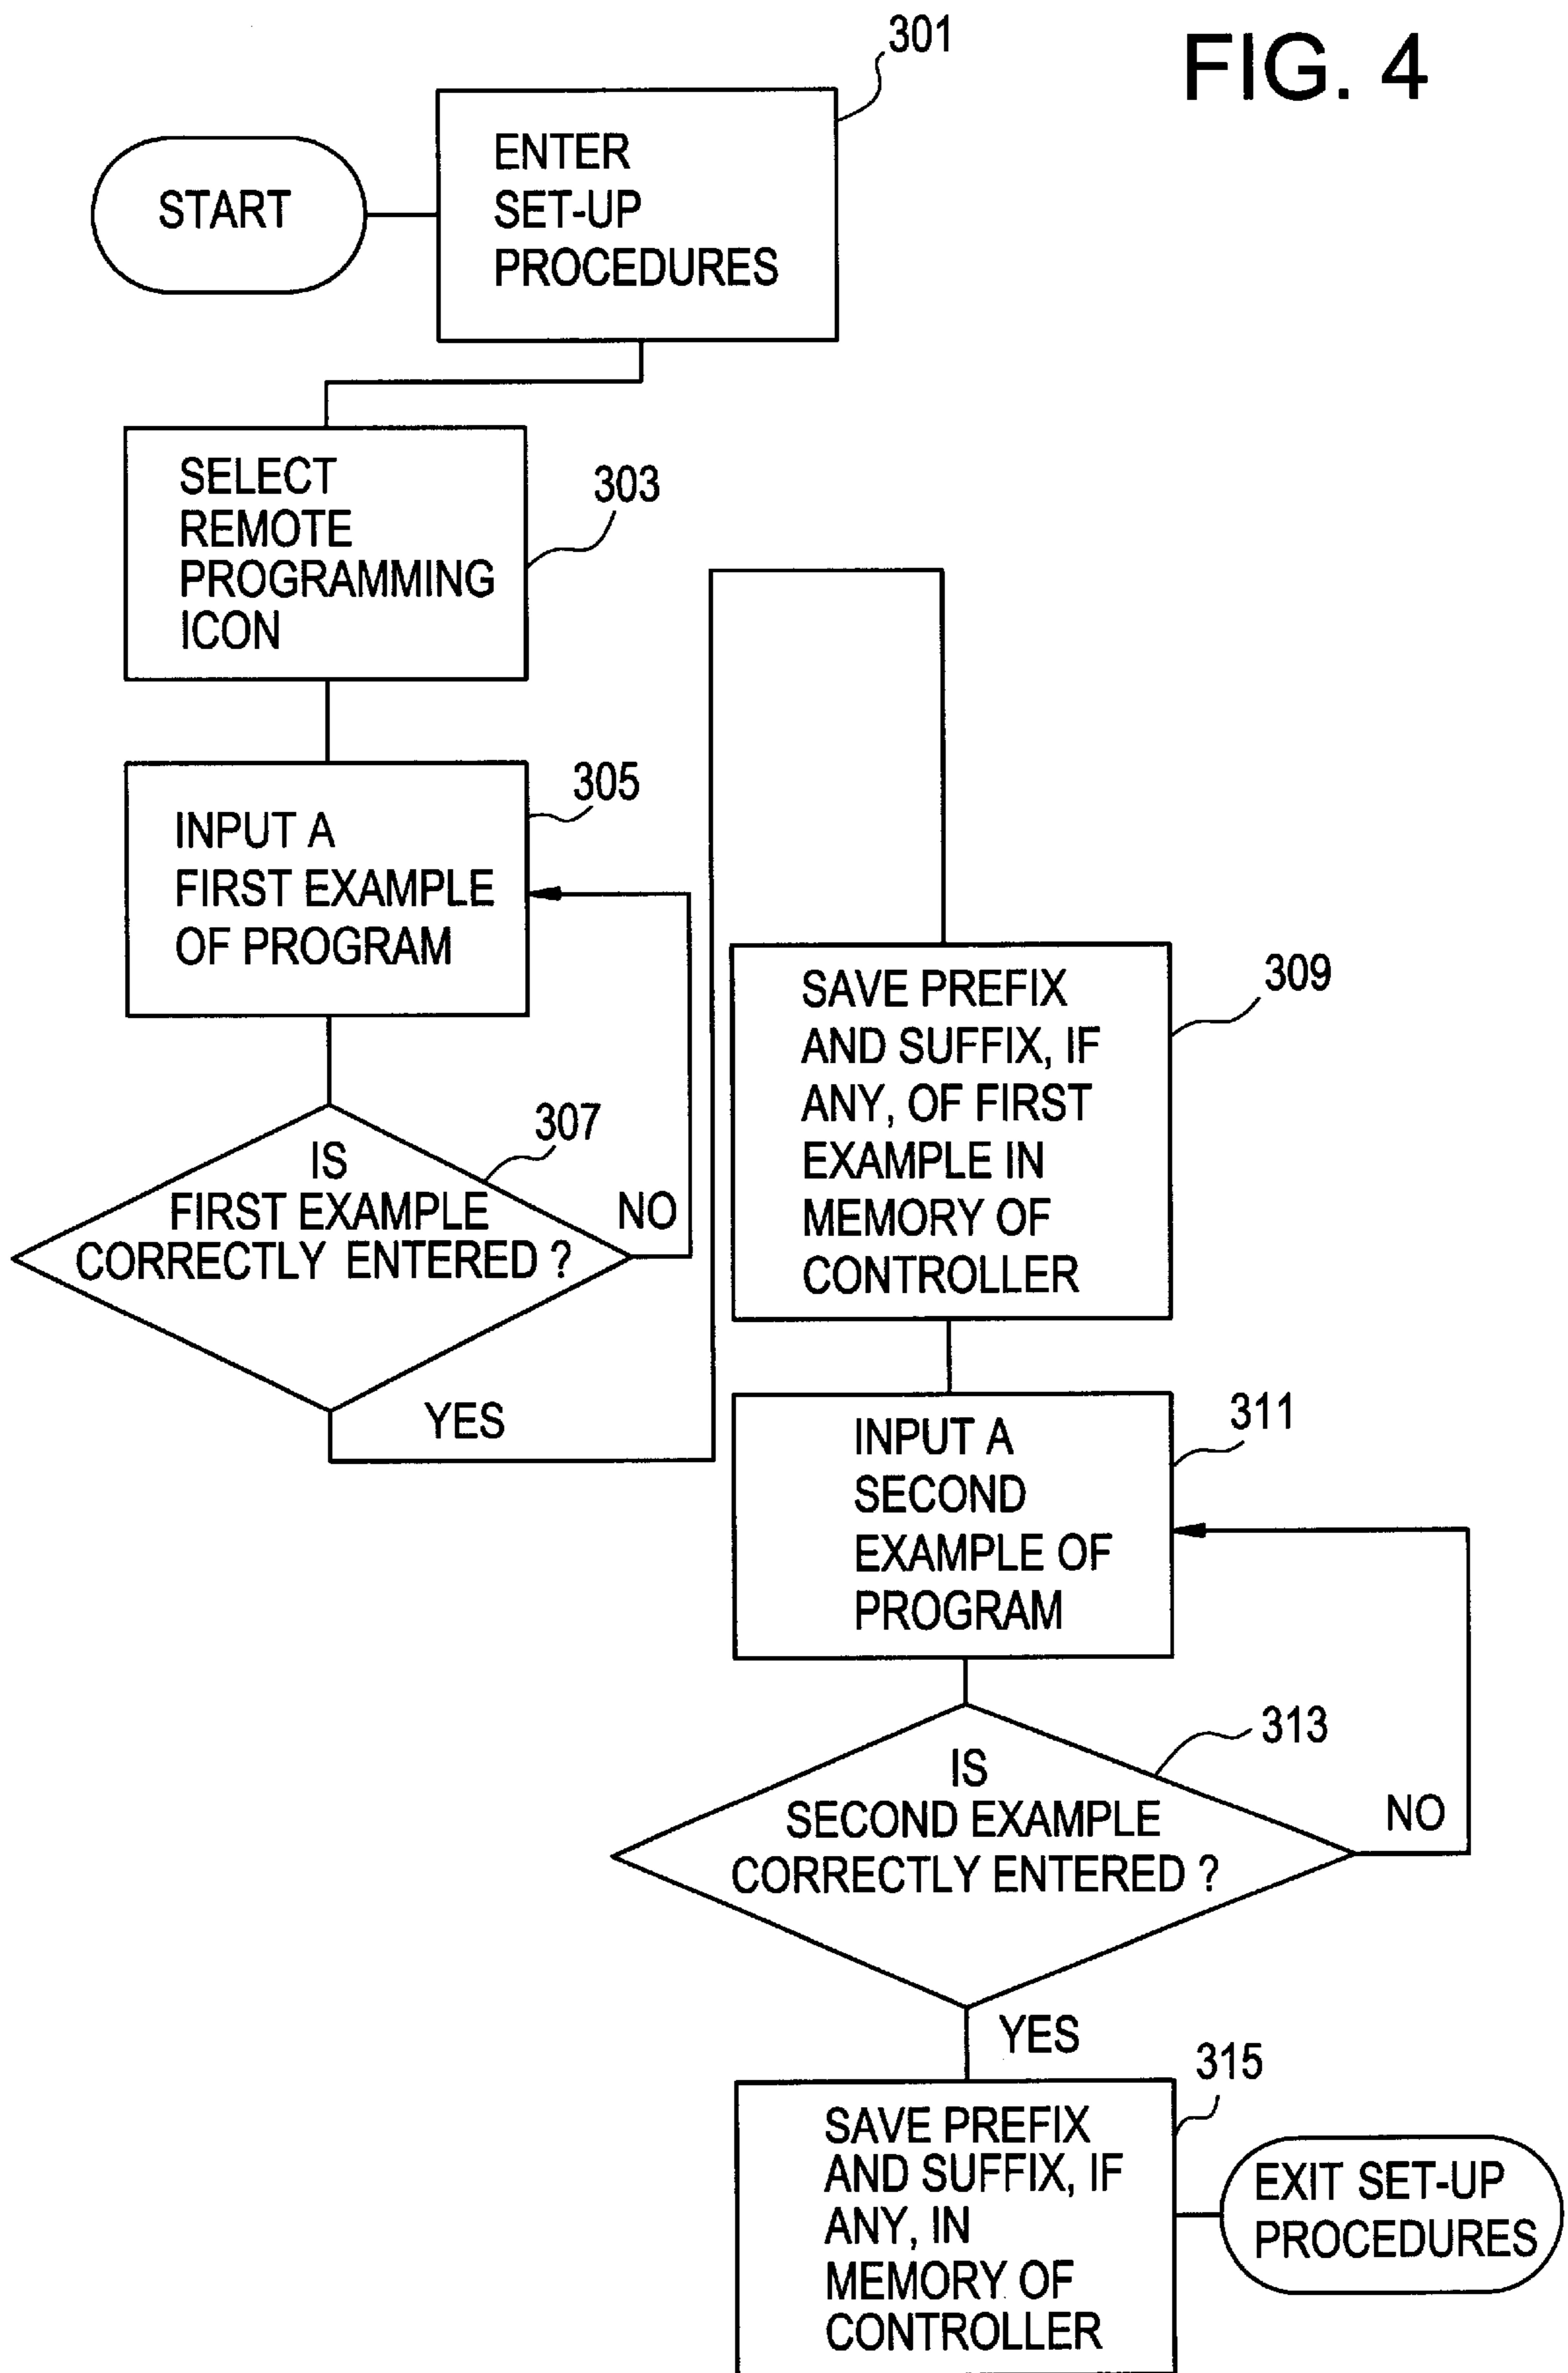 FIG. 4
301
START
ENTER
SET-UP
PROCEDURES
SELECT
REMOTE
PROGRAMMING
ICON
303
INPUT A
FIRST EXAMPLE
OF PROGRAM
305
IS
FIRST EXAMPLE
CORRECTLY ENTERED ?
307
NO
YES
SAVE PREFIX
AND SUFFIX, IF
ANY, OF FIRST
EXAMPLE IN
MEMORY OF
CONTROLLER
309
INPUT A
SECOND
EXAMPLE OF
PROGRAM
311
IS
SECOND EXAMPLE
CORRECTLY ENTERED ?
313
NO
YES
SAVE PREFIX
AND SUFFIX, IF
ANY, IN
MEMORY OF
CONTROLLER
315
EXIT SET-UP
PROCEDURES